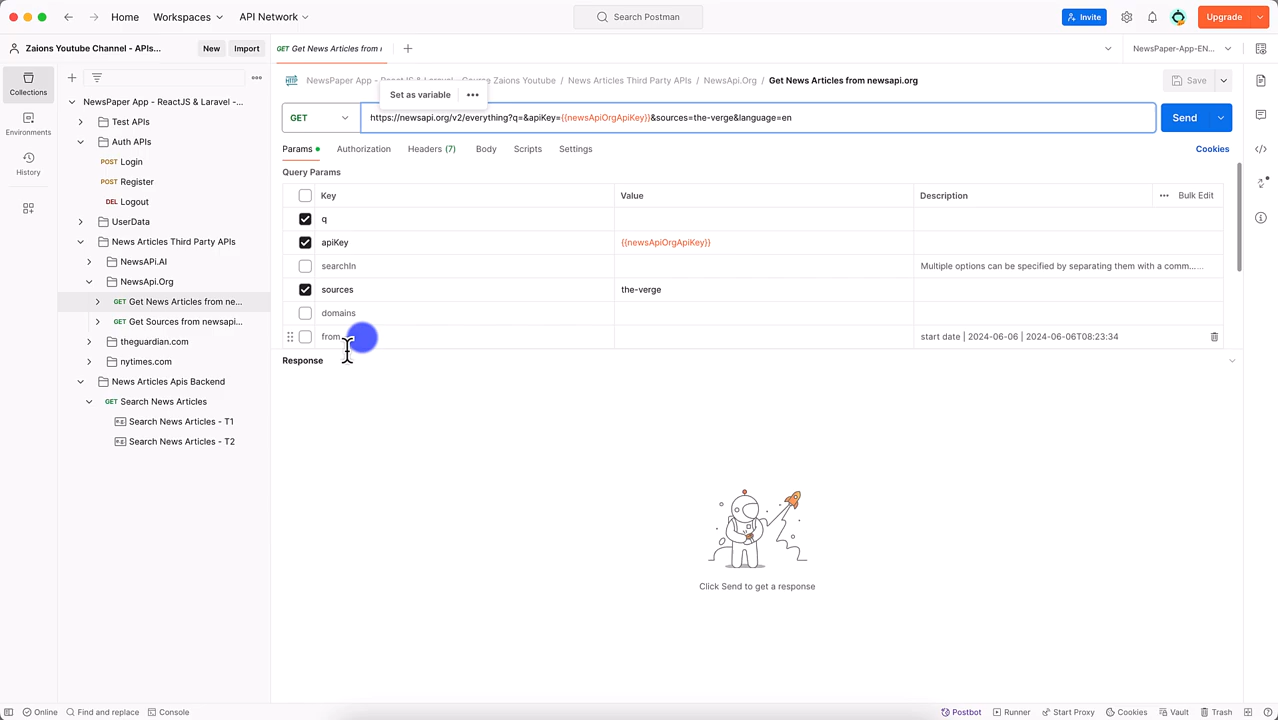 Home
Workspaces
API Network
Search Postman
Invite
Upgrade
Zaions Youtube Channel - APIs...
New
Import
GET Get News Articles from r
NewsPaper-App-EN...
Collections
Environments
History
NewsPaper App - ReactJS & Laravel -...
Test APIs
Auth APIs
POST Login
POST Register
DEL Logout
UserData
News Articles Third Party APIs
NewsAPi.AI
NewsApi.Org
GET Get News Articles from ne...
GET Get Sources from newsapi...
theguardian.com
nytimes.com
News Articles Apis Backend
GET Search News Articles
Search News Articles - T1
Search News Articles - T2
NewsPaper App - ReactJS & Laravel - Source Zaions Youtube / News Articles Third Party APIs / NewsApi.Org / Get News Articles from newsapi.org
Save
Set as variable
GET
https://newsapi.org/v2/everything?q=&apiKey={{newsApiOrgApiKey}}&sources=the-verge&language=en
Send
Params
Authorization
Headers (7)
Body
Scripts
Settings
Cookies
Query Params
Key Value Description Bulk Edit
q
apiKey {{newsApiOrgApiKey}}
searchIn Multiple options can be specified by separating them with a comm...
sources the-verge
domains
from start date | 2024-06-06 | 2024-06-06T08:23:34
Response
Click Send to get a response
Online
Find and replace
Console
Postbot
Runner
Start Proxy
Cookies
Vault
Trash